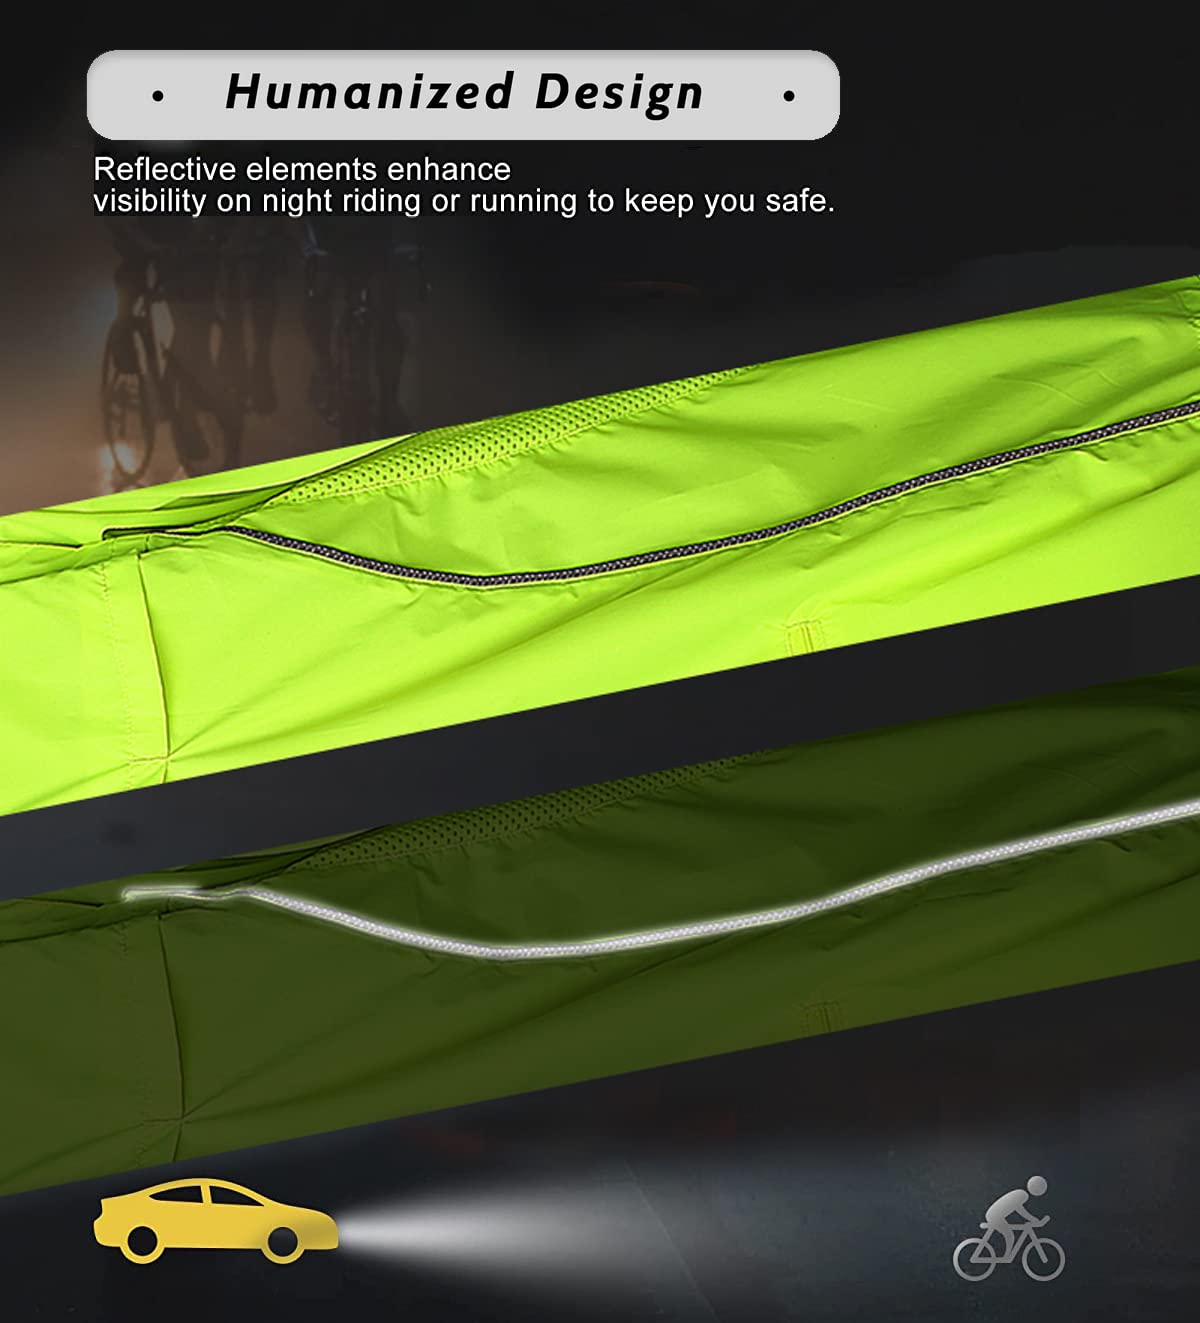 • Humanized Design •
Reflective elements enhance
visibility on night riding or running to keep you safe.